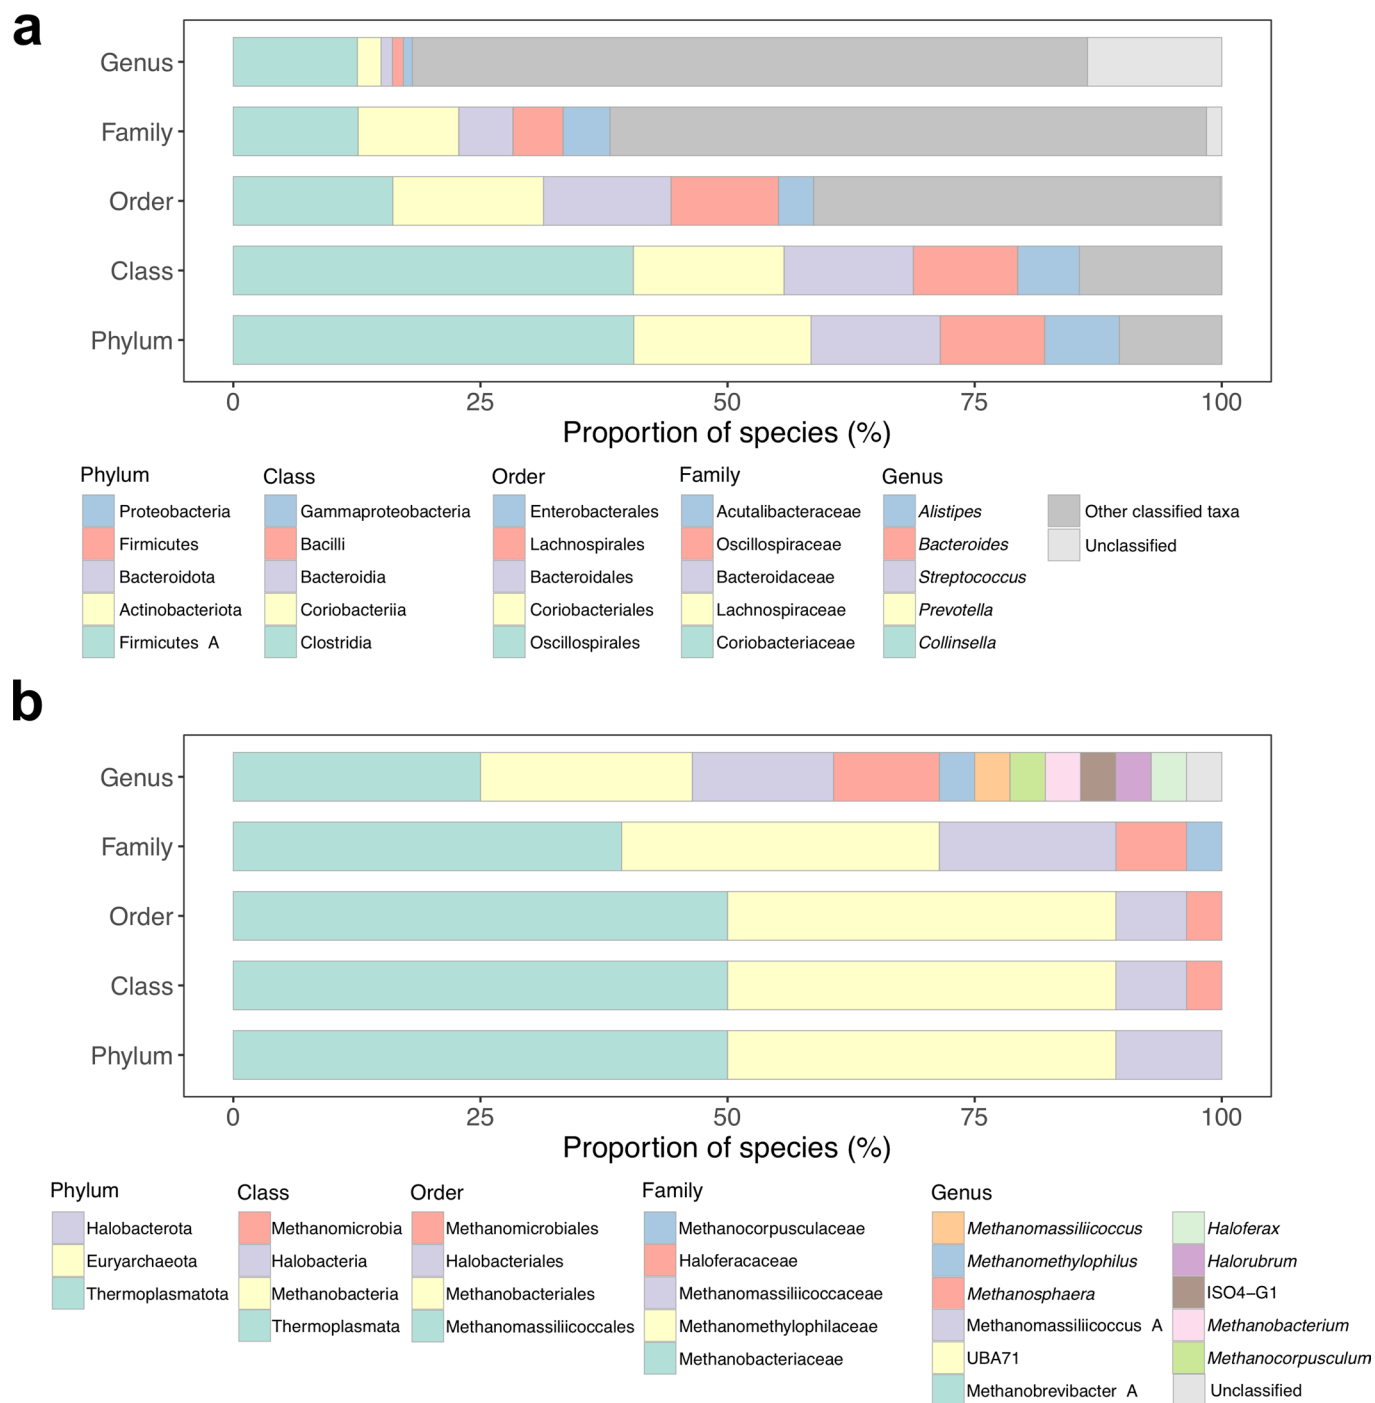 a
Genus
Family
Order
Class
Phylum
0 25 50 75 100
Proportion of species (%)
Phylum Class Order Family Genus
Proteobacteria Gammaproteobacteria Enterobacterales Acutalibacteraceae Alistipes Other classified taxa
Firmicutes Bacilli Lachnospirales Oscillospiraceae Bacteroides Unclassified
Bacteroidota Bacteroidia Bacteroidales Bacteroidaceae Streptococcus
Actinobacteriota Coriobacteriia Coriobacteriales Lachnospiraceae Prevotella
Firmicutes A Clostridia Oscillospirales Coriobacteriaceae Collinsella
b
Genus
Family
Order
Class
Phylum
0 25 50 75 100
Proportion of species (%)
Phylum Class Order Family Genus
Halobacterota Methanomicrobia Methanomicrobiales Methanocorpusculaceae Methanomassiliicoccus Haloferax
Euryarchaeota Halobacteria Halobacteriales Haloferacaceae Methanomethylophilus Halorubrum
Thermoplasmatota Methanobacteria Methanobacteriales Methanomassiliicoccaceae Methanosphaera ISO4−G1
Thermoplasmata Methanomassiliicoccales Methanomethylophilaceae Methanomassiliicoccus A Methanobacterium
Methanobacteriaceae UBA71 Methanocorpusculum
Methanobrevibacter A Unclassified